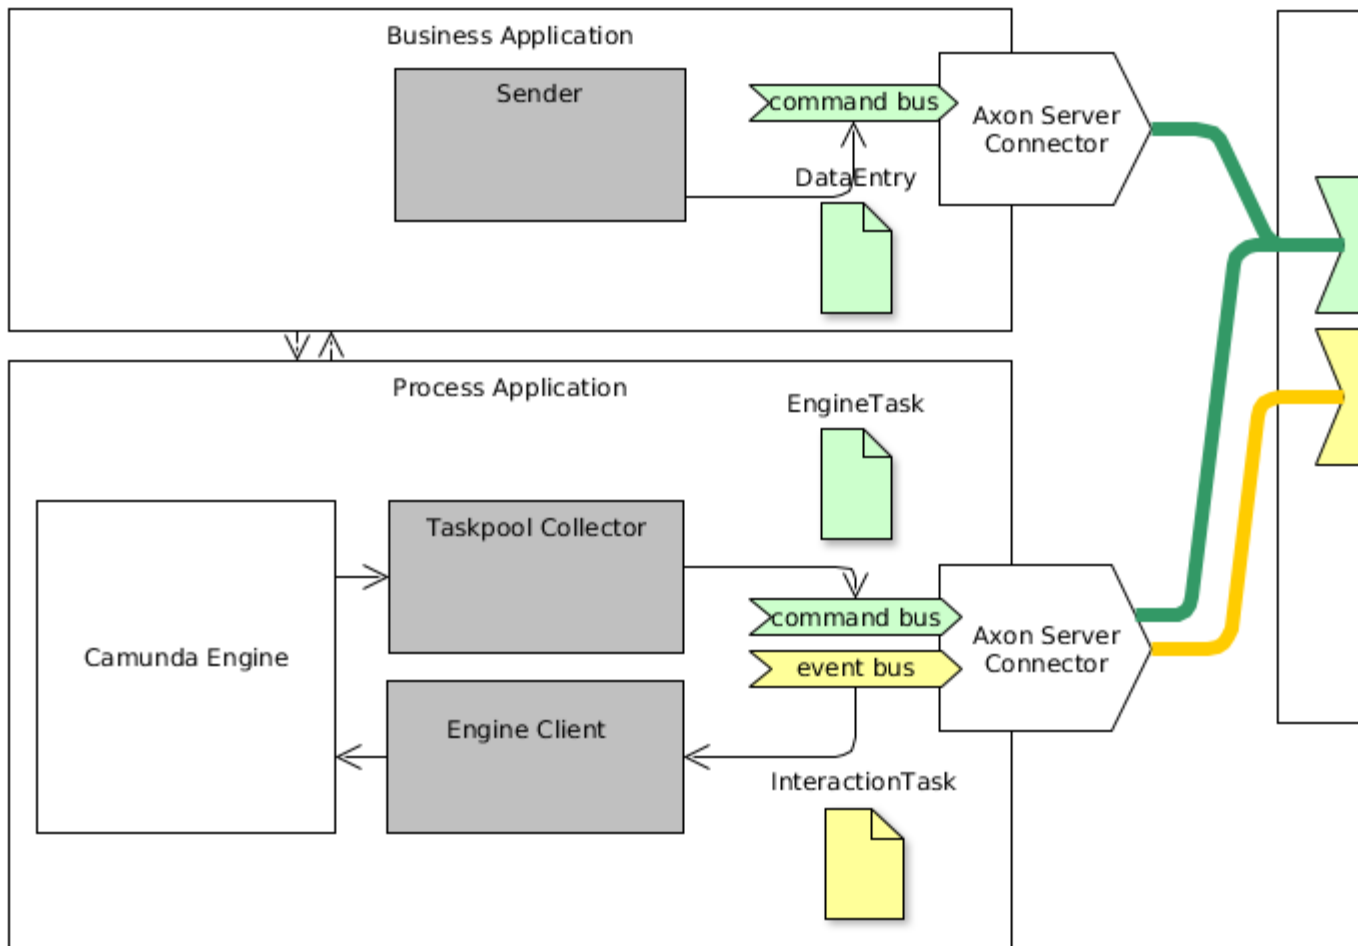 Business Application
Sender
command bus
Axon Server
Connector
DataEntry
Process Application
EngineTask
Camunda Engine
Taskpool Collector
command bus
event bus
Axon Server
Connector
Engine Client
InteractionTask